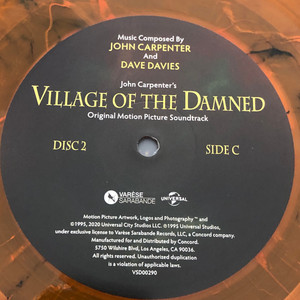 Music Composed By
JOHN CARPENTER
And
DAVE DAVIES
John Carpenter's
VILLAGE OF THE DAMNED
Original Motion Picture Soundtrack
DISC 2
SIDE C
VARÈSE
SARABANDE
UNIVERSAL
Motion Picture Artwork, Logos and Photography ™ and
©1995, 2020 Universal City Studios LLC. ©1995 Universal Studios,
under exclusive license to Varèse Sarabande Records, LLC., a Concord company.
Manufactured for and Distributed by Concord.
5750 Wilshire Blvd, Los Angeles, CA 90036.
All Rights Reserved. Unauthorized duplication
is a violation of applicable laws.
VSD00290